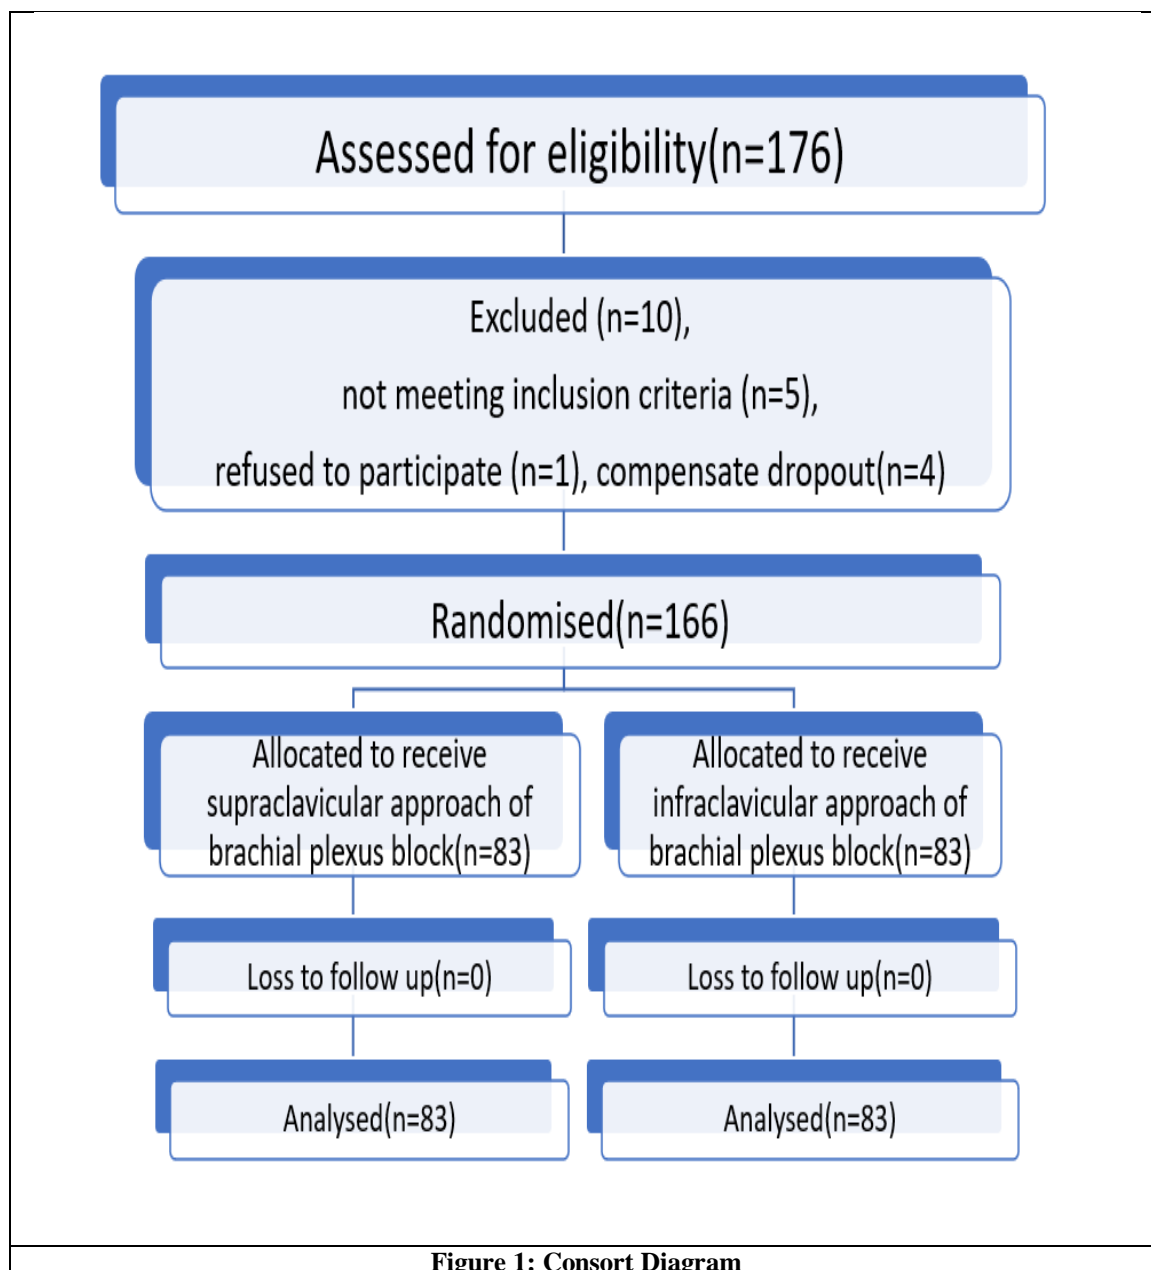 Assessed for eligibility(n=176)
Excluded (n=10),
not meeting inclusion criteria (n=5),
refused to participate (n=1), compensate dropout(n=4)
Randomised(n=166)
Allocated to receive
supraclavicular approach of
brachial plexus block(n=83)
Allocated to receive
infraclavicular approach of
brachial plexus block(n=83)
Loss to follow up(n=0)
Loss to follow up(n=0)
Analysed(n=83)
Analysed(n=83)
Figure 1: Consort Diagram